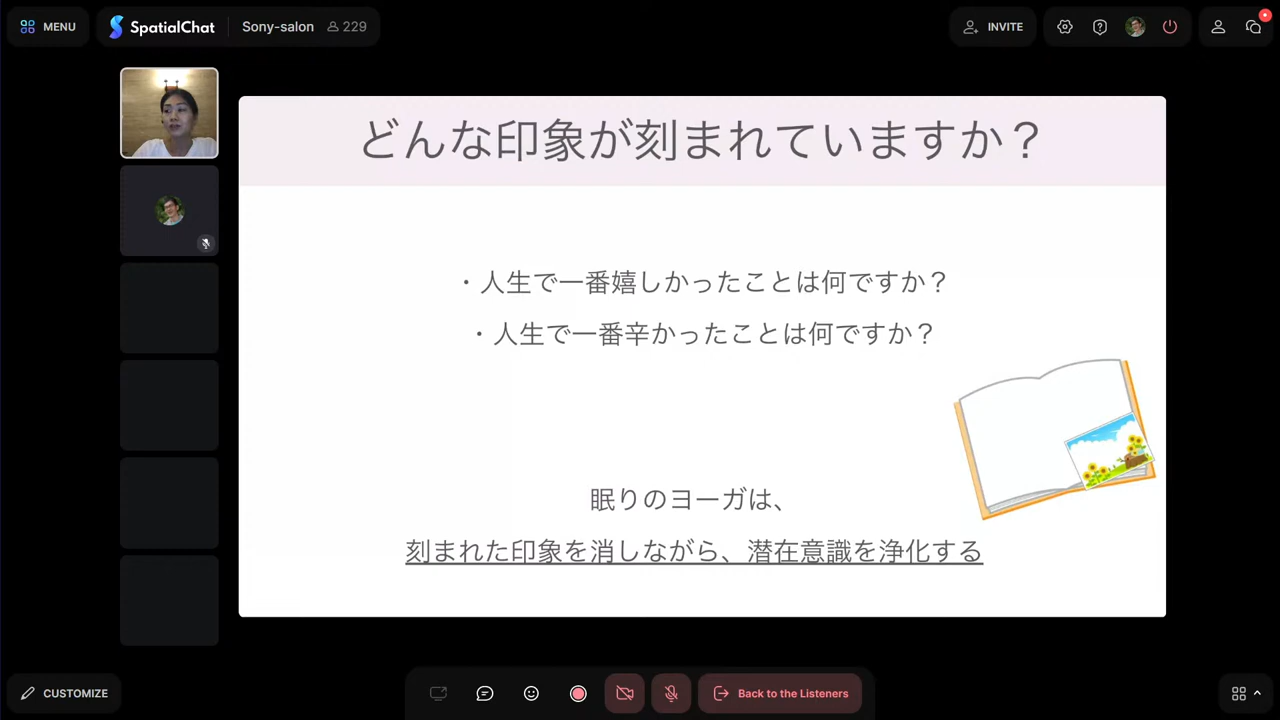 MENU
SpatialChat
Sony-salon
229
INVITE
どんな印象が刻まれていますか？
・人生で一番嬉しかったことは何ですか？
・人生で一番辛かったことは何ですか？
眠りのヨーガは、
刻まれた印象を消しながら、潜在意識を浄化する
CUSTOMIZE
Back to the Listeners